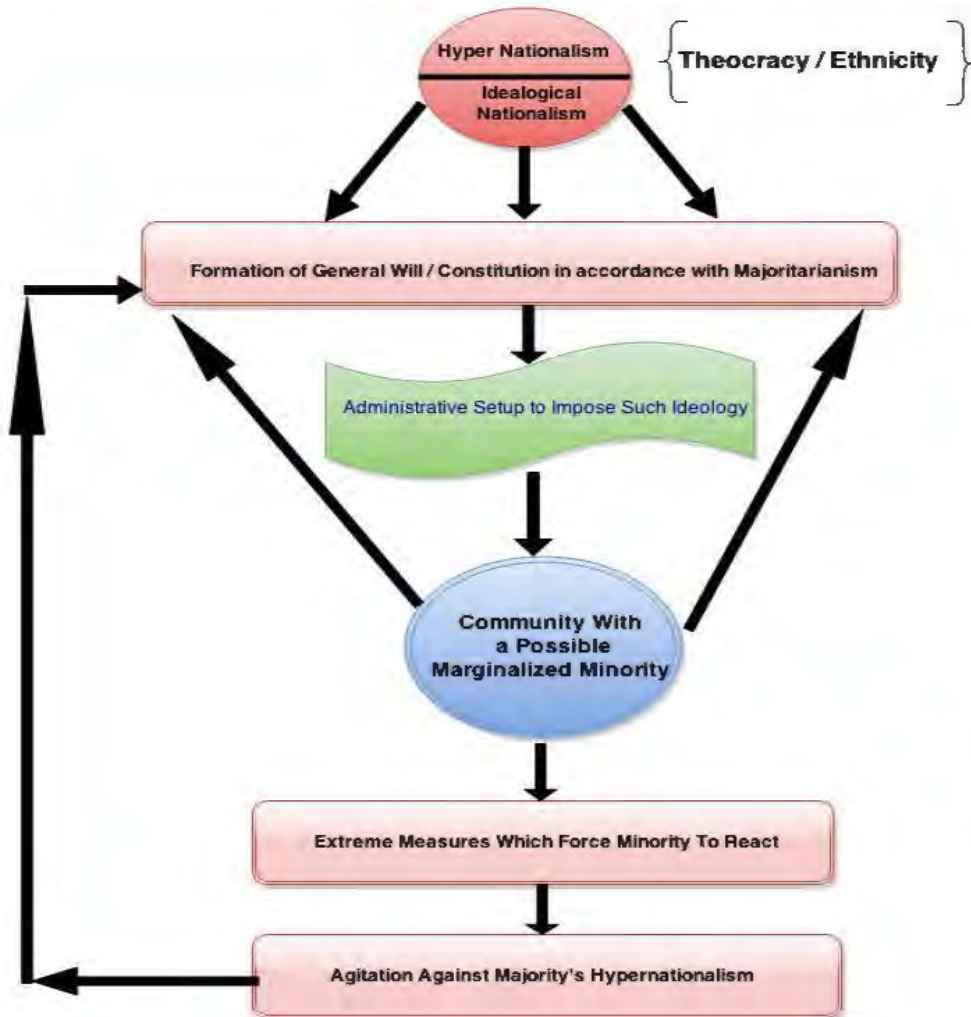 Hyper Nationalism
Idealogical
Nationalism
Theocracy / Ethnicity
Formation of General Will / Constitution in accordance with Majoritarianism
Administrative Setup to Impose Such Ideology
Community With
a Possible
Marginalized Minority
Extreme Measures Which Force Minority To React
Agitation Against Majority's Hypernationalism